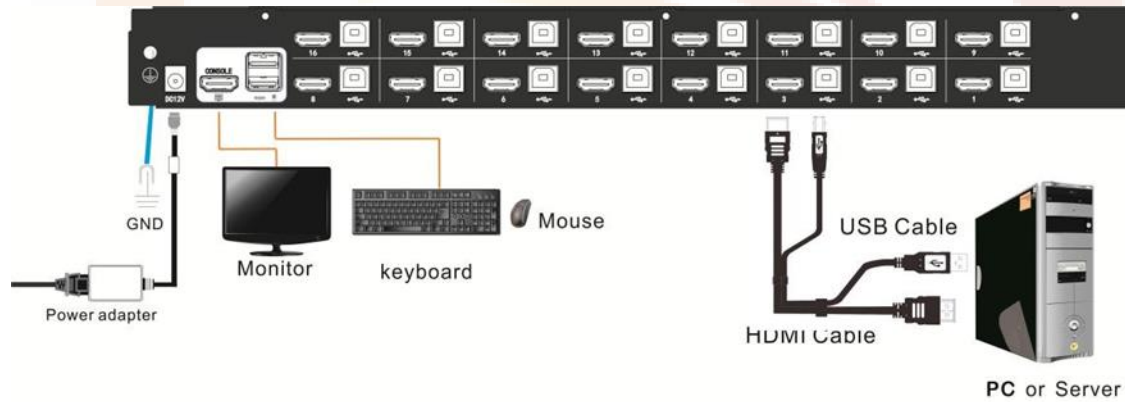 16 15 14 13 12 11 10 9
CONSOLE
DC12V
8 7 6 5 4 3 2 1
GND
Monitor
keyboard
Mouse
USB Cable
HDMI Cable
Power adapter
PC or Server